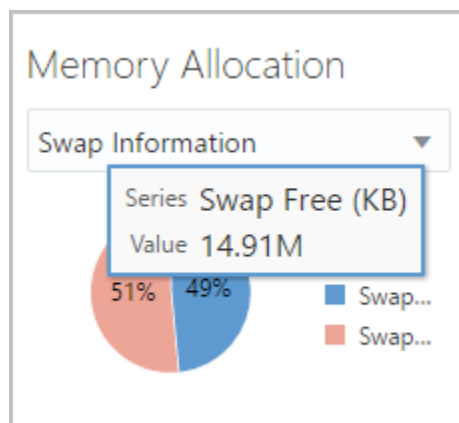 Memory Allocation
Swap Information
Series Swap Free (KB)
Value 14.91M
51% 49%
Swap...
Swap...